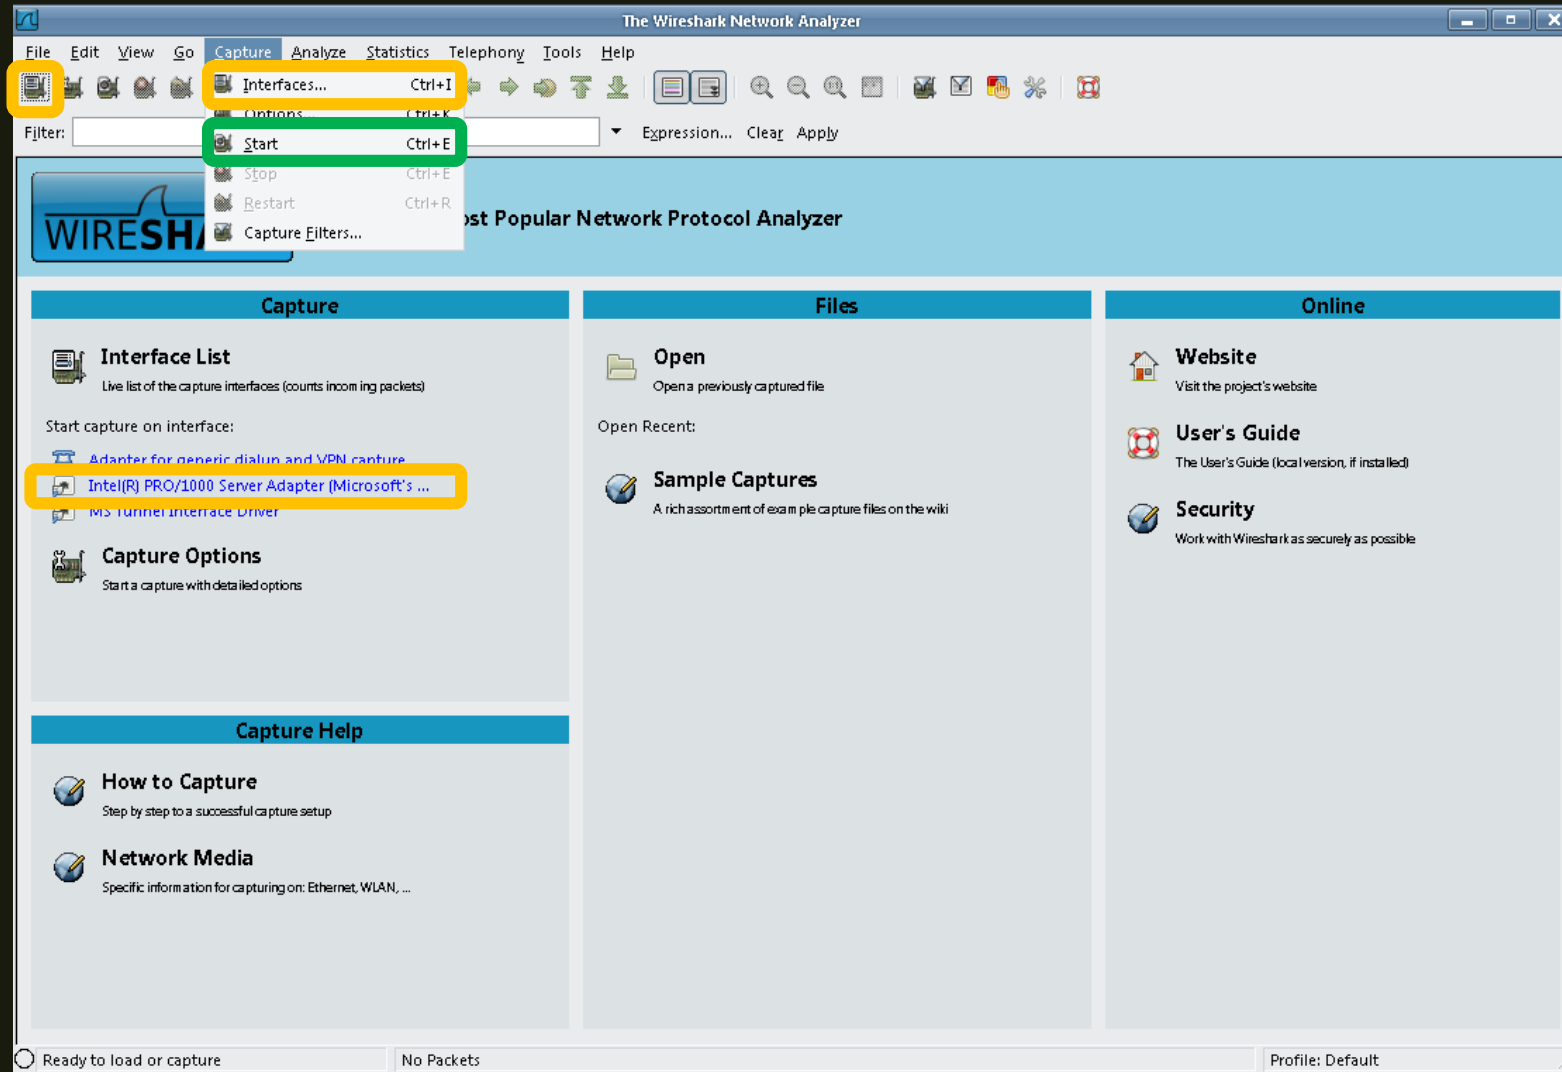 The Wireshark Network Analyzer
File Edit View Go Capture Analyze Statistics Telephony Tools Help
Interfaces... Ctrl+I
Options... Ctrl+K
Filter: Expression... Clear Apply
Start Ctrl+E
Stop Ctrl+E
Restart Ctrl+R
Capture Filters...
Popular Network Protocol Analyzer
Capture
Interface List
Live list of the capture interfaces (counts incoming packets)
Start capture on interface:
Adapter for generic dialup and VPN capture
Intel(R) PRO/1000 Server Adapter (Microsoft's ...
MS Tunnel Interface Driver
Capture Options
Start a capture with detailed options
Capture Help
How to Capture
Step by step to a successful capture setup
Network Media
Specific information for capturing on: Ethernet, WLAN, ...
Files
Open
Open a previously captured file
Open Recent:
Sample Captures
A rich assortment of example capture files on the wiki
Online
Website
Visit the project's website
User's Guide
The User's Guide (local version, if installed)
Security
Work with Wireshark as securely as possible
Ready to load or capture
No Packets
Profile: Default